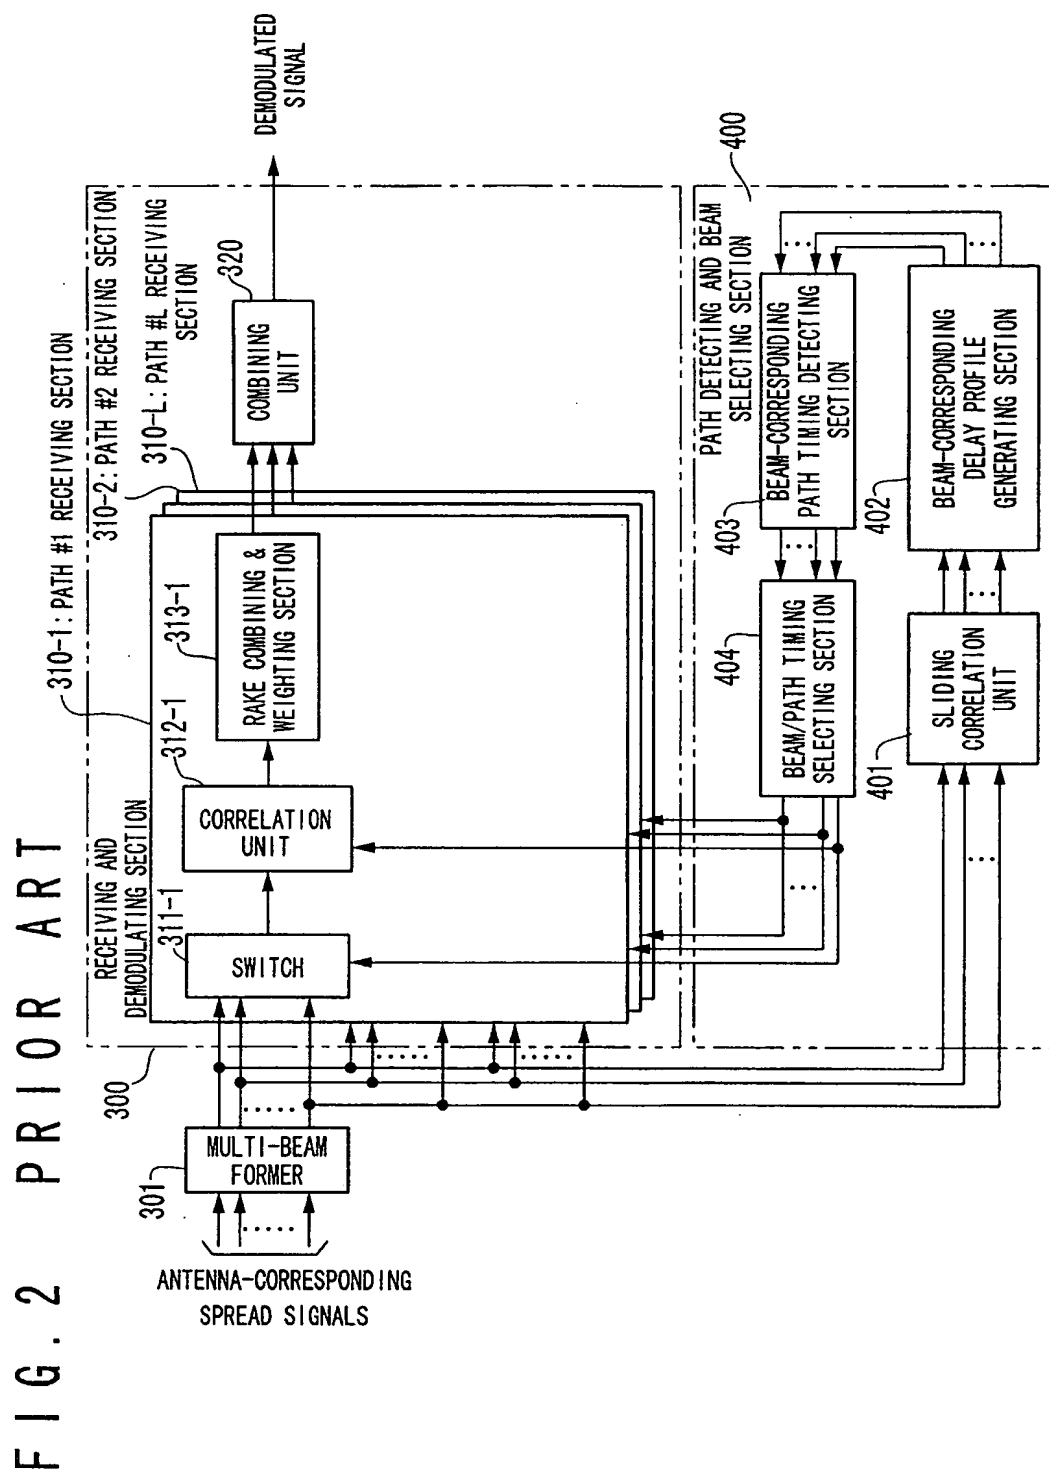 FIG. 2 PRIOR ART
310-1: PATH #1 RECEIVING SECTION
310-2: PATH #2 RECEIVING SECTION
310-L: PATH #L RECEIVING
SECTION
RECEIVING AND
DEMODULATING SECTION
300
301
MULTI-BEAM
FORMER
ANTENNA-CORRESPONDING
SPREAD SIGNALS
311-1
SWITCH
312-1
CORRELATION
UNIT
313-1
RAKE COMBINING &
WEIGHTING SECTION
320
COMBINING
UNIT
DEMODULATED
SIGNAL
PATH DETECTING AND BEAM
SELECTING SECTION
400
404
BEAM/PATH TIMING
SELECTING SECTION
403
BEAM-CORRESPONDING
PATH TIMING DETECTING
SECTION
401
SLIDING
CORRELATION
UNIT
402
BEAM-CORRESPONDING
DELAY PROFILE
GENERATING SECTION